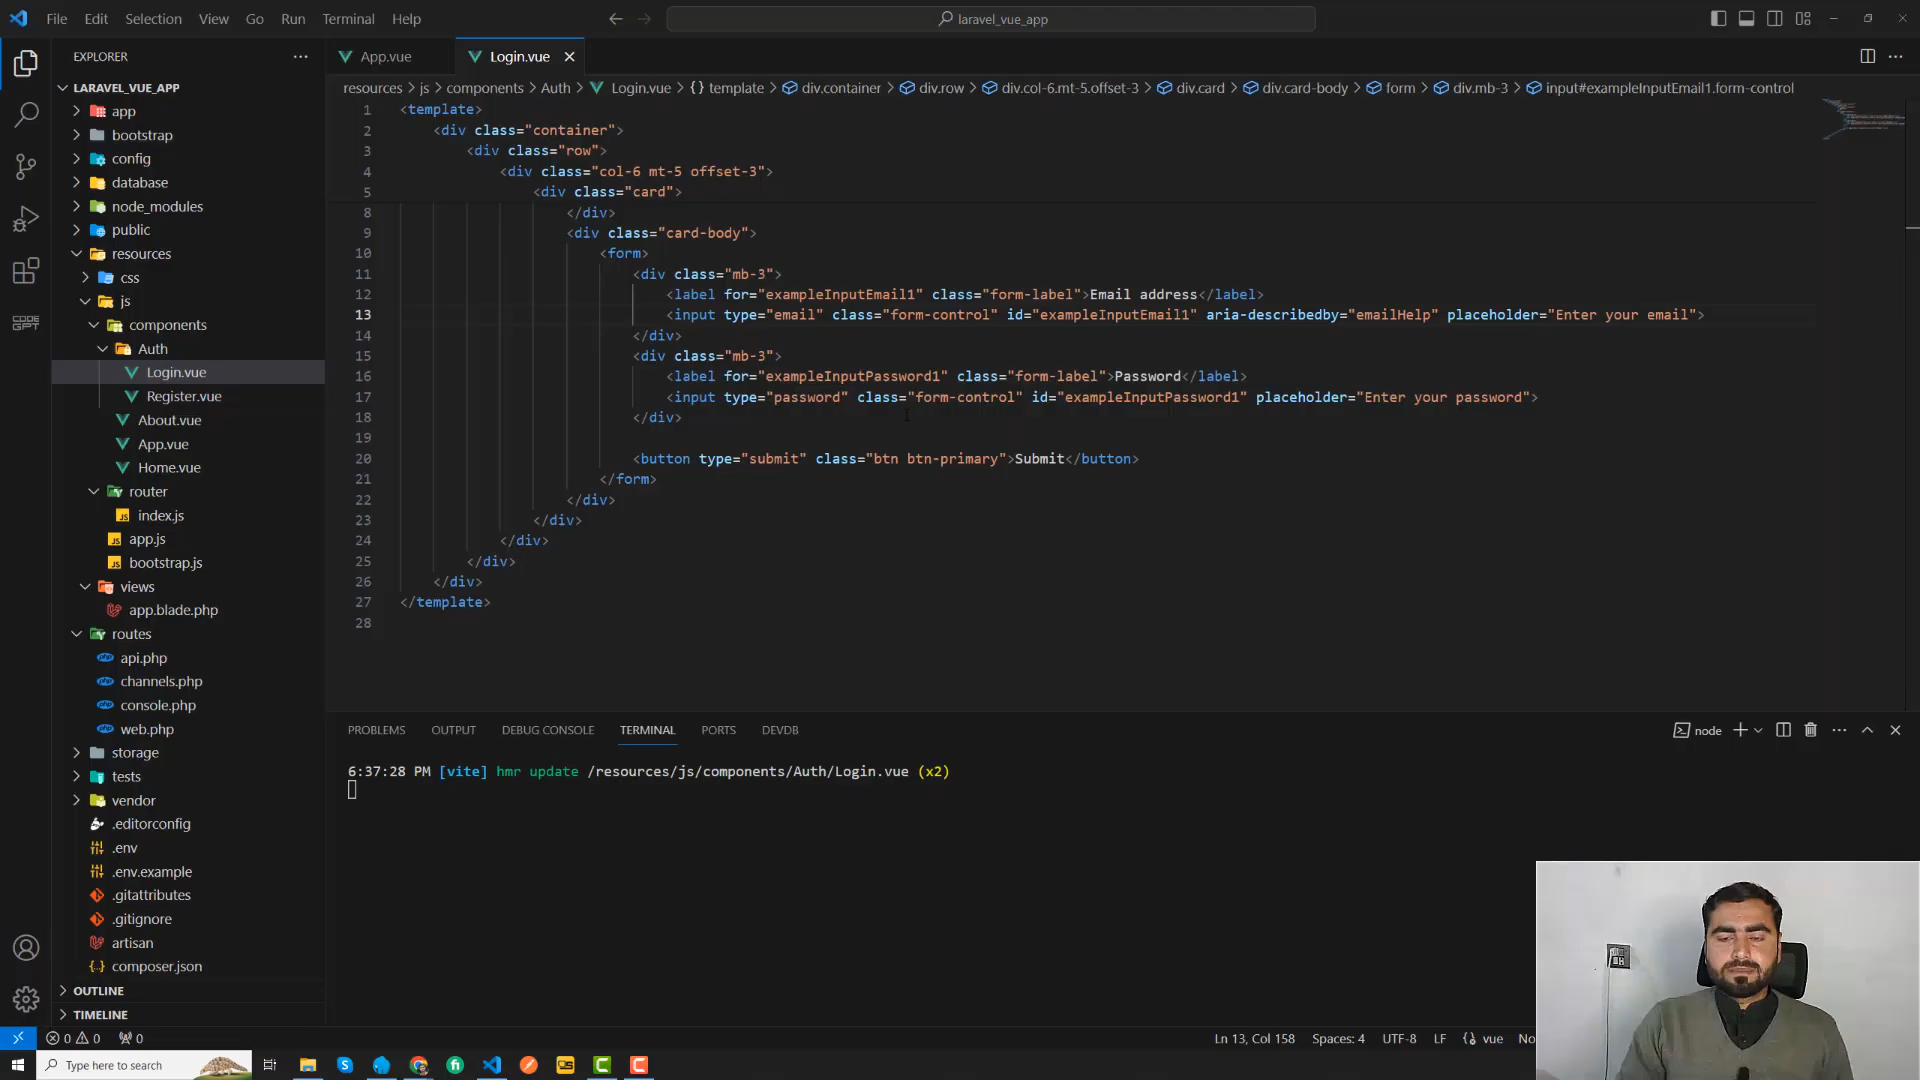 File Edit Selection View Go Run Terminal Help
laravel_vue_app
EXPLORER
App.vue
Login.vue
resources > js > components > Auth > Login.vue > {} template > div.container > div.row > div.col-6.mt-5.offset-3 > div.card > div.card-body > form > div.mb-3 > input#exampleInputEmail1.form-control
LARAVEL_VUE_APP
app
bootstrap
config
database
node_modules
public
resources
css
js
components
Auth
Login.vue
Register.vue
About.vue
App.vue
Home.vue
router
index.js
app.js
bootstrap.js
views
app.blade.php
routes
api.php
channels.php
console.php
web.php
storage
tests
vendor
.editorconfig
.env
.env.example
.gitattributes
.gitignore
artisan
composer.json
OUTLINE
TIMELINE
1 <template>
2 <div class="container">
3 <div class="row">
4 <div class="col-6 mt-5 offset-3">
5 <div class="card">
8 </div>
9 <div class="card-body">
10 <form>
11 <div class="mb-3">
12 <label for="exampleInputEmail1" class="form-label">Email address</label>
13 <input type="email" class="form-control" id="exampleInputEmail1" aria-describedby="emailHelp" placeholder="Enter your email">
14 </div>
15 <div class="mb-3">
16 <label for="exampleInputPassword1" class="form-label">Password</label>
17 <input type="password" class="form-control" id="exampleInputPassword1" placeholder="Enter your password">
18 </div>
19
20 <button type="submit" class="btn btn-primary">Submit</button>
21 </form>
22 </div>
23 </div>
24 </div>
25 </div>
26 </div>
27 </template>
28
PROBLEMS OUTPUT DEBUG CONSOLE TERMINAL PORTS DEVDB
node
6:37:28 PM [vite] hmr update /resources/js/components/Auth/Login.vue (x2)
0 0 0
Ln 13, Col 158 Spaces: 4 UTF-8 LF vue No
Type here to search